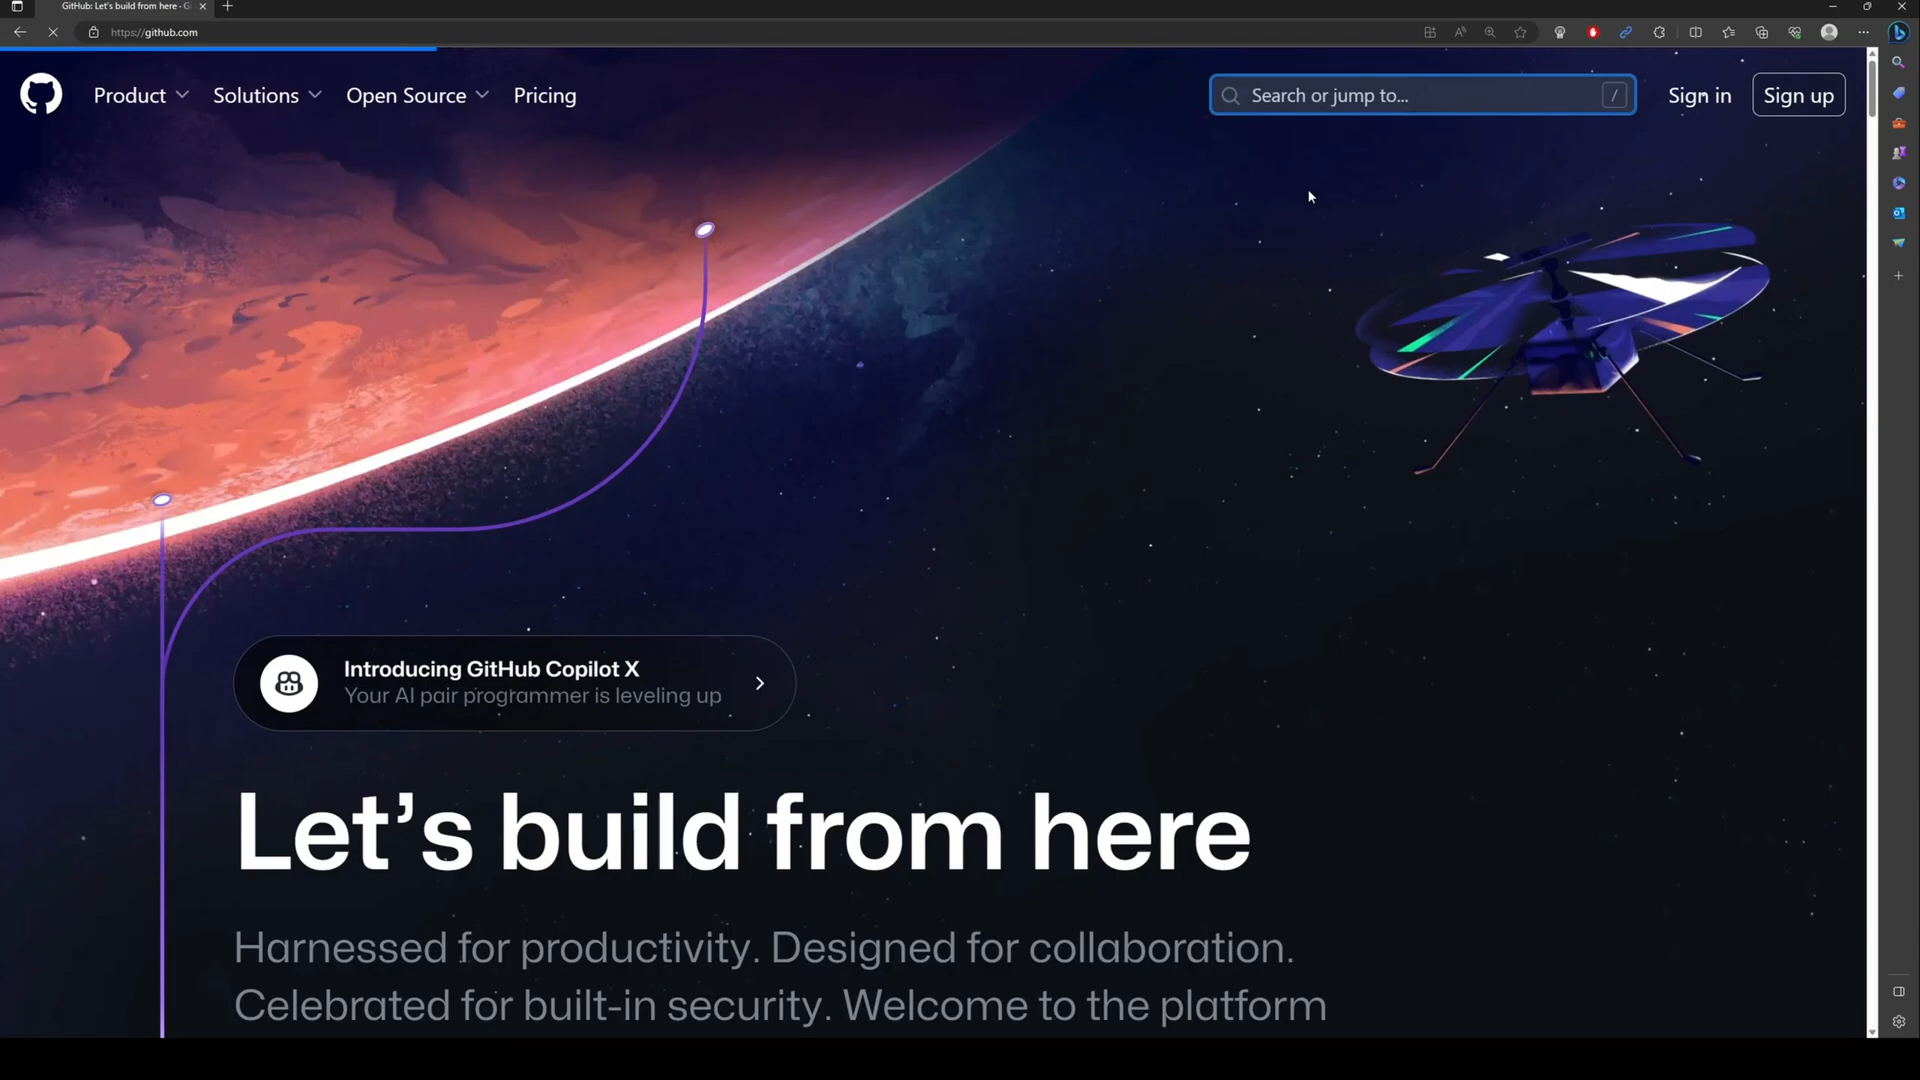 GitHub: Let's build from here · Gi
https://github.com
Product
Solutions
Open Source
Pricing
Search or jump to...
/
Sign in
Sign up
Introducing GitHub Copilot X
Your AI pair programmer is leveling up
Let’s build from here
Harnessed for productivity. Designed for collaboration.
Celebrated for built-in security. Welcome to the platform